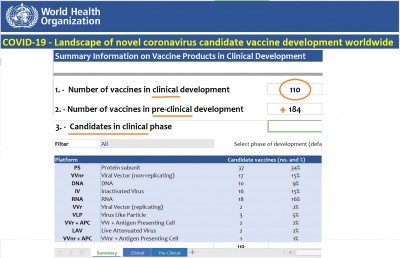 World Health
Organization
COVID-19 - Landscape of novel coronavirus candidate vaccine development worldwide
Summary Information on Vaccine Products in Clinical Development
1. - Number of vaccines in clinical development 110
2. - Number of vaccines in pre-clinical development + 184
3. - Candidates in clinical phase
Filter All Select phase of development (defa
Platform Candidate vaccines (no. and %)
PS Protein subunit 37 34%
VVnr Viral Vector (non-replicating) 17 15%
DNA DNA 10 9%
IV Inactivated Virus 16 15%
RNA RNA 18 16%
VVr Viral Vector (replicating) 2 2%
VLP Virus Like Particle 5 5%
VVr + APC VVr + Antigen Presenting Cell 2 2%
LAV Live Attenuated Virus 2 2%
VVnr + APC VVnr + Antigen Presenting Cell 1 1%
110
Summary Clinical Pre-Clinical